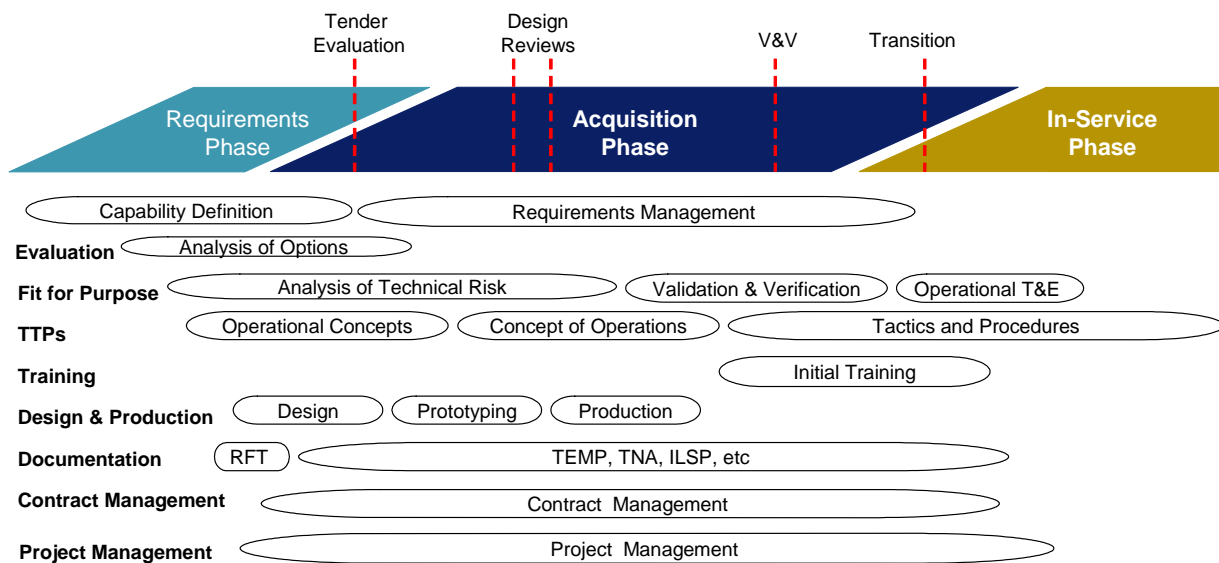 Tender
Evaluation
Design
Reviews
V&V
Transition
Requirements
Phase
Acquisition
Phase
In-Service
Phase
Capability Definition
Requirements Management
Evaluation
Analysis of Options
Fit for Purpose
Analysis of Technical Risk
Validation & Verification
Operational T&E
TTPs
Operational Concepts
Concept of Operations
Tactics and Procedures
Training
Initial Training
Design & Production
Design
Prototyping
Production
Documentation
RFT
TEMP, TNA, ILSP, etc
Contract Management
Contract Management
Project Management
Project Management